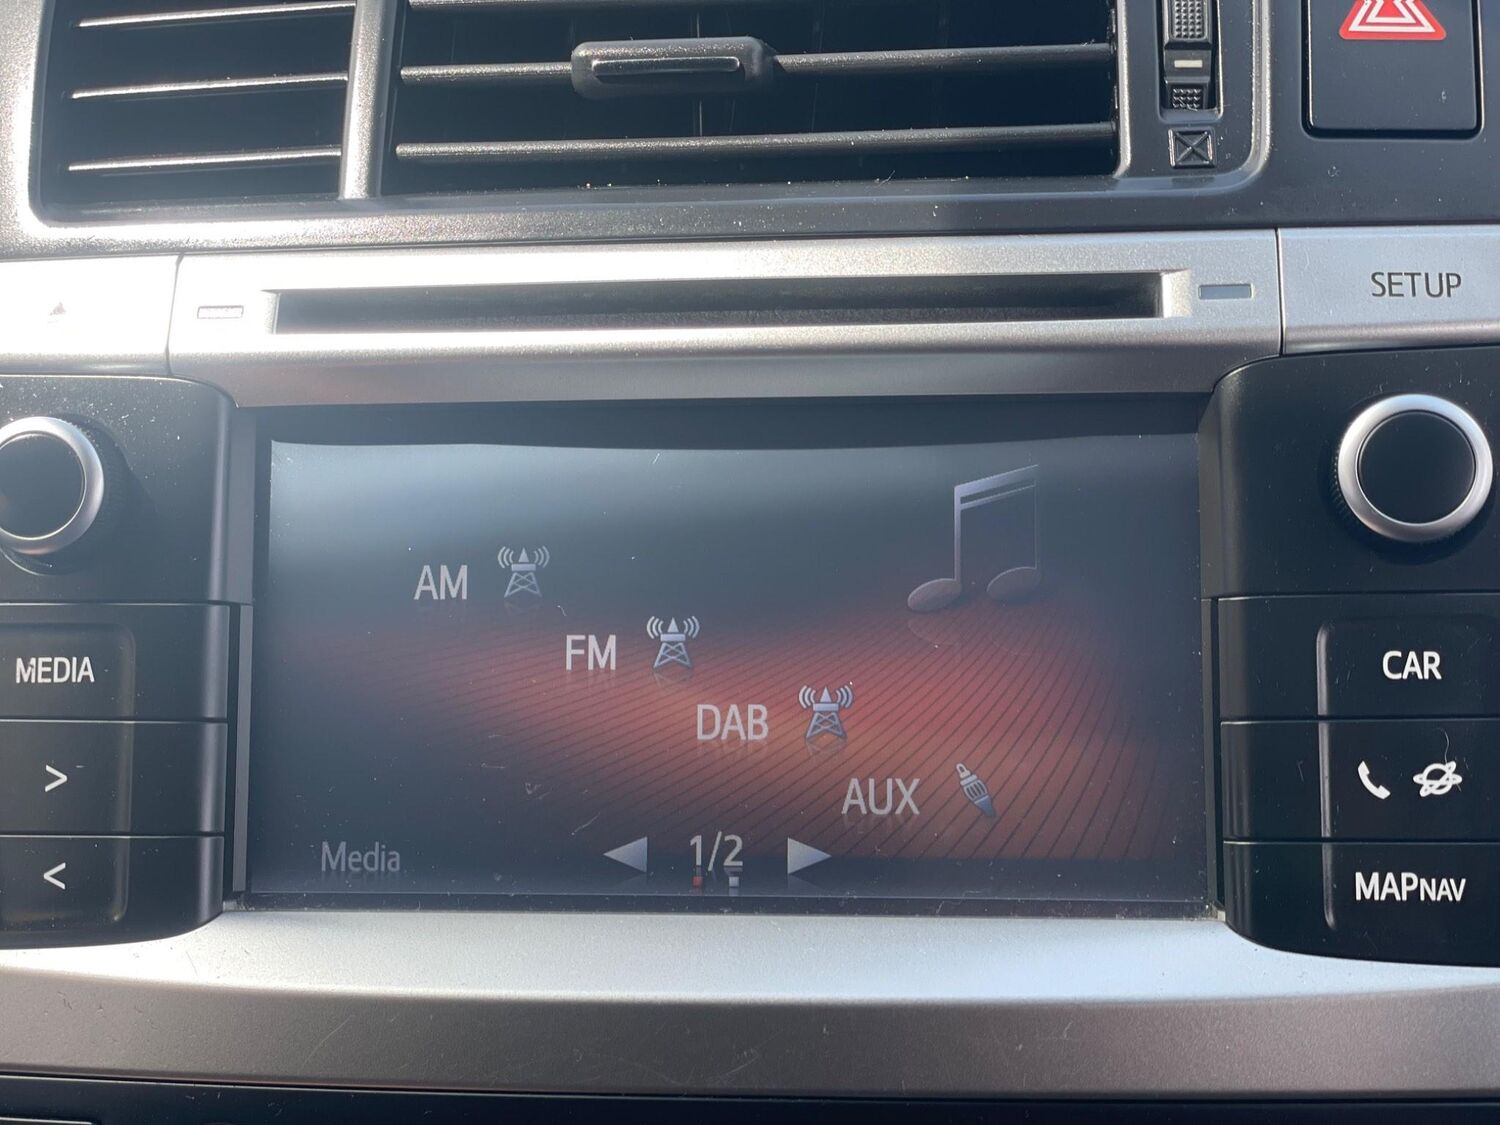 SETUP
AM
FM
MEDIA
CAR
DAB
>
AUX
Media
1/2
<
MAPNAV